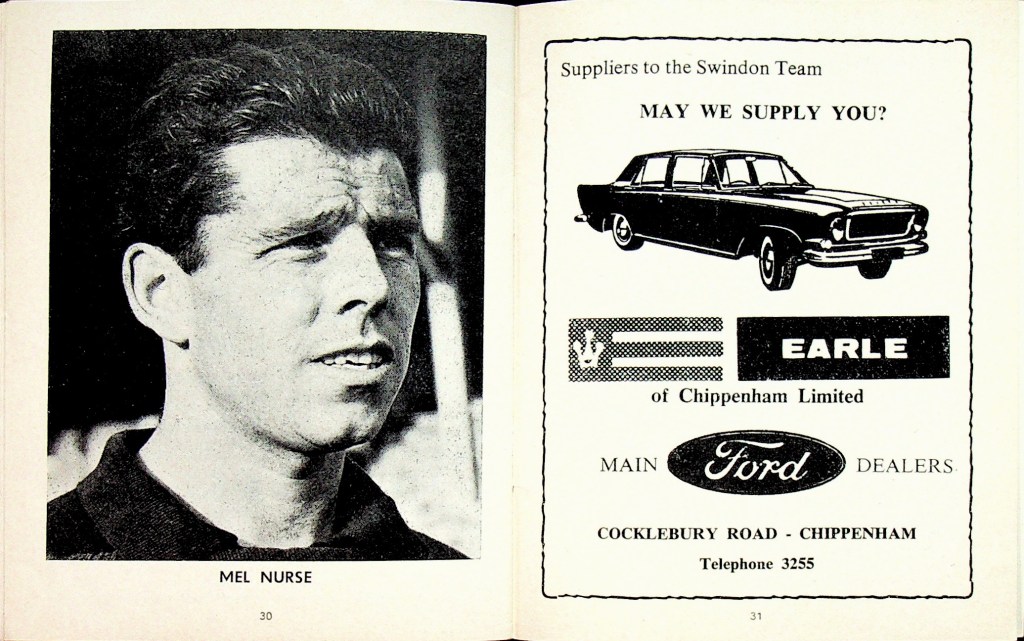 MEL NURSE
30
Suppliers to the Swindon Team
MAY WE SUPPLY YOU?
EARLE
of Chippenham Limited
MAIN Ford DEALERS
COCKLEBURY ROAD - CHIPPENHAM
Telephone 3255
31